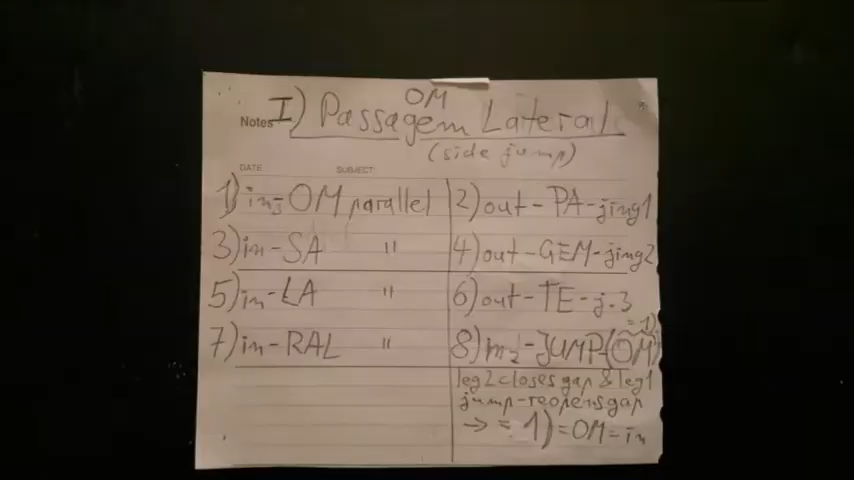 OM
Notes I) Passagem Lateral
(side jump)
DATE SUBJECT
1) in- OM parallel
2) out-PA-jing1
3) in-SA "
4) out-GEM-jing2
5) in-LA "
6) out-TE-j.3
= 1)
7) in-RAL "
8) m2-JUMP-(OM)
leg2 closes gap & leg1
jump-reopens gap
→ = 1) = OM = in